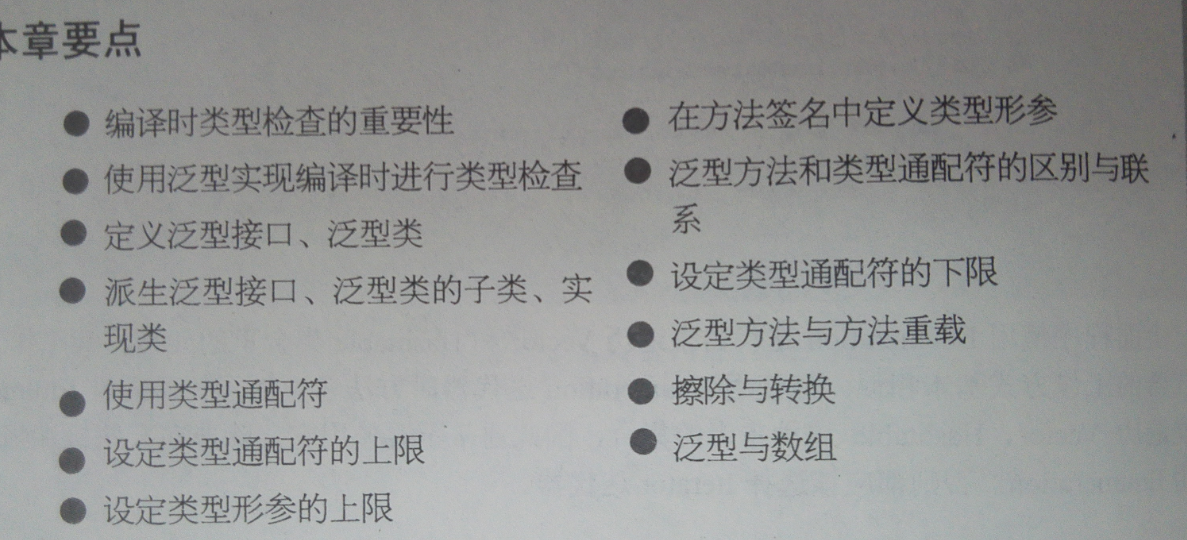 本章要点
编译时类型检查的重要性
使用泛型实现编译时进行类型检查
定义泛型接口、泛型类
派生泛型接口、泛型类的子类、实
现类
使用类型通配符
设定类型通配符的上限
设定类型形参的上限
在方法签名中定义类型形参
泛型方法和类型通配符的区别与联
系
设定类型通配符的下限
泛型方法与方法重载
擦除与转换
泛型与数组